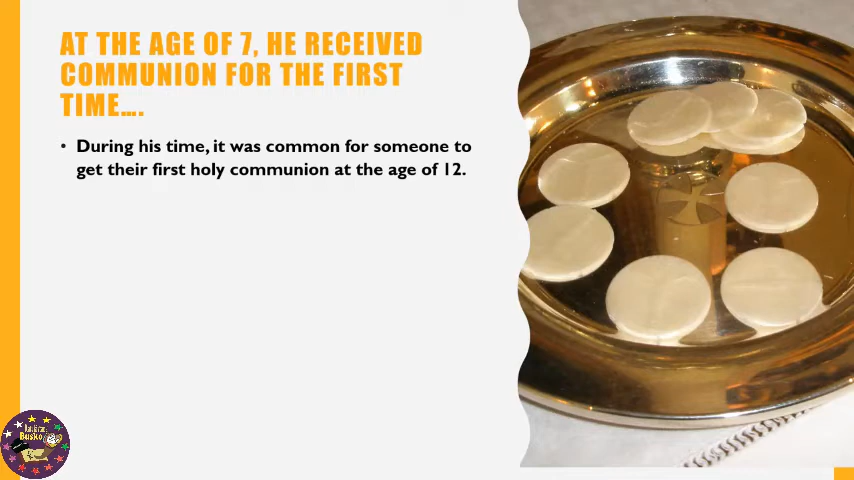 AT THE AGE OF 7, HE RECEIVED
COMMUNION FOR THE FIRST
TIME….
• During his time, it was common for someone to
get their first holy communion at the age of 12.
Busko